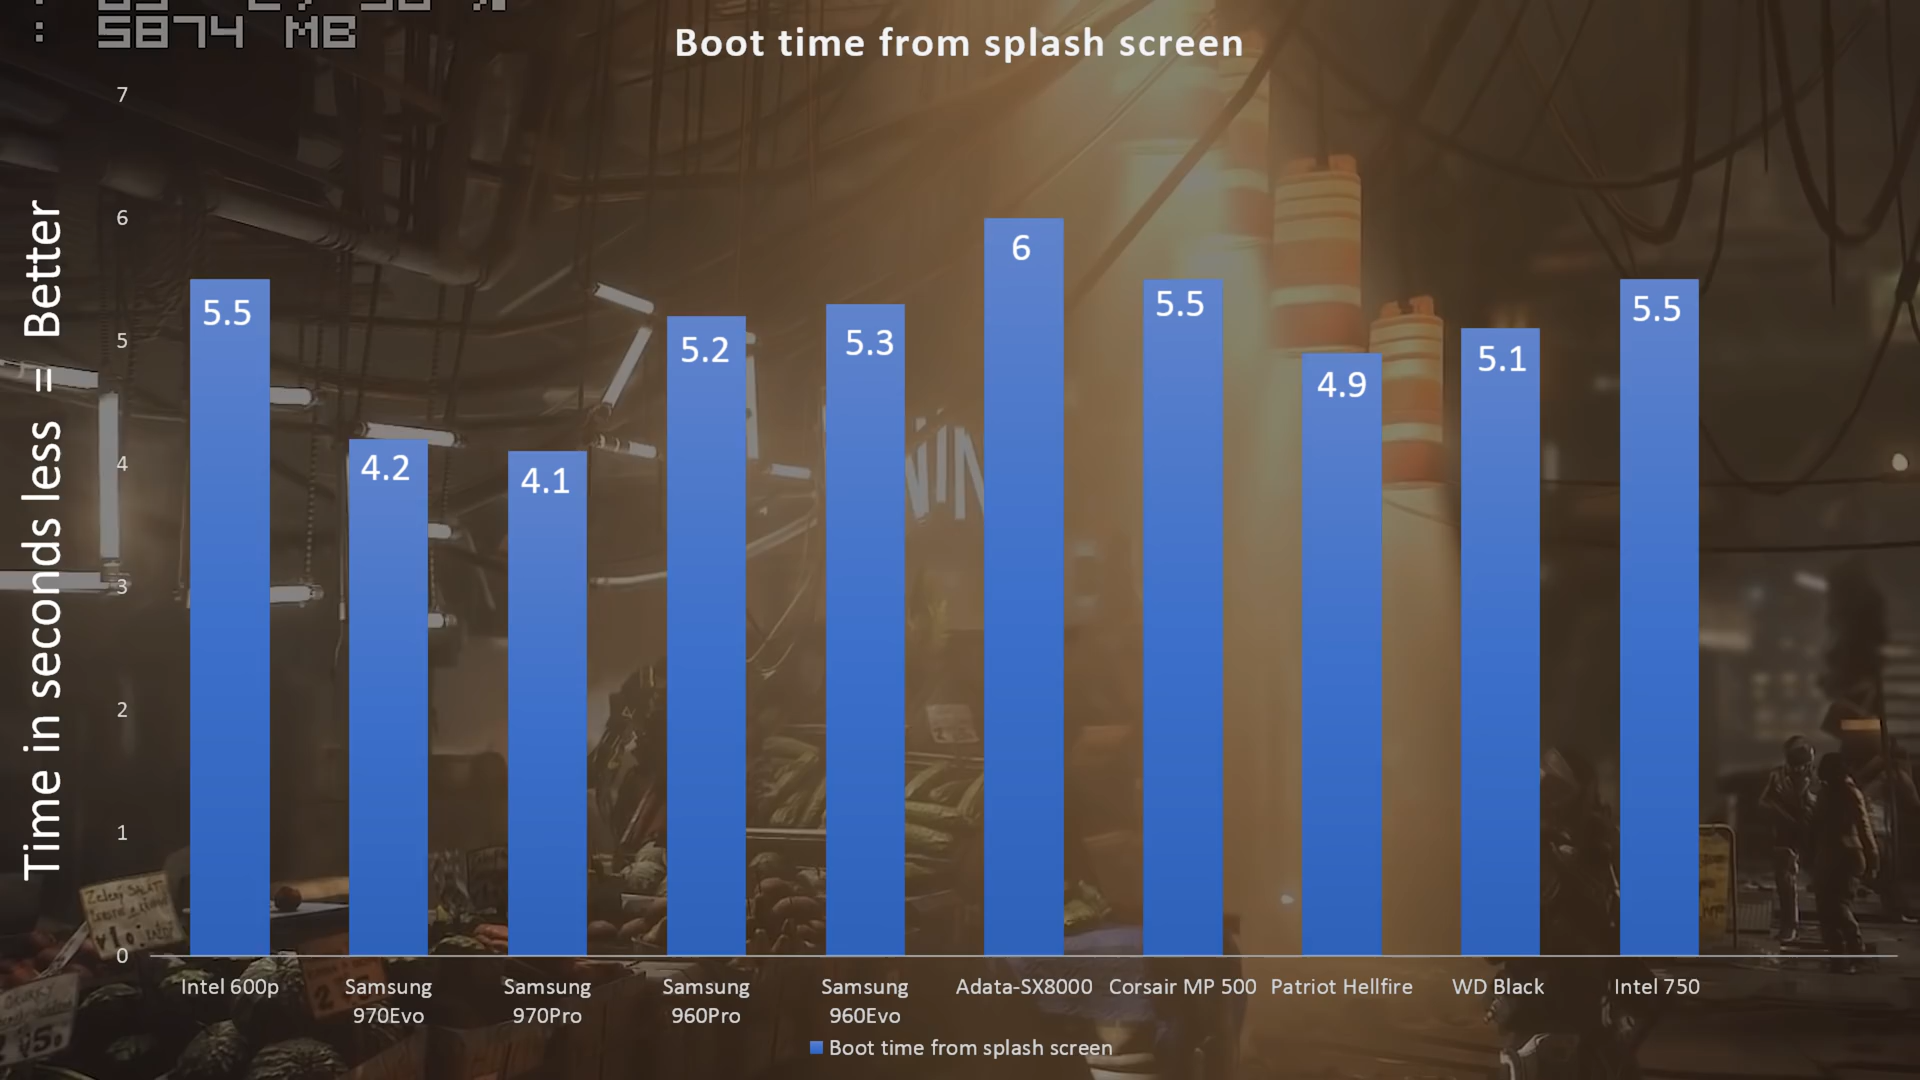 : 5874 MB
Boot time from splash screen
Time in seconds less = Better
7
6
5
4
3
2
1
0
5.5
4.2
4.1
5.2
5.3
6
5.5
4.9
5.1
5.5
Intel 600p
Samsung
970Evo
Samsung
970Pro
Samsung
960Pro
Samsung
960Evo
Adata-SX8000
Corsair MP 500
Patriot Hellfire
WD Black
Intel 750
Boot time from splash screen